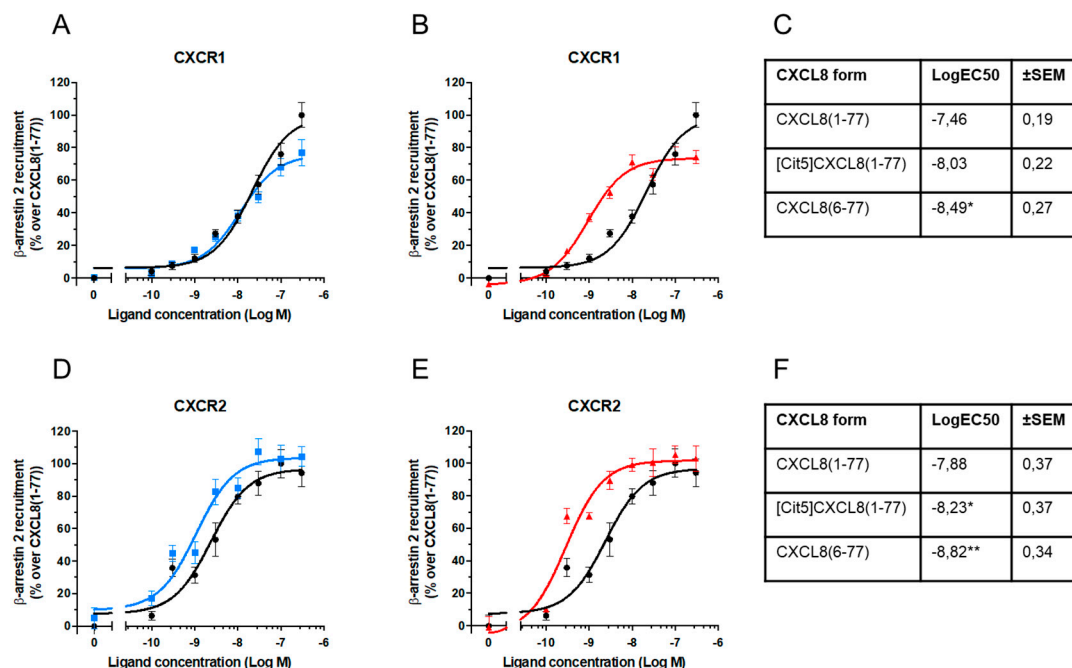 A
CXCR1
β-arrestin 2 recruitment
(% over CXCL8(1-77))
120
100
80
60
40
20
0
0 -10 -9 -8 -7 -6
Ligand concentration (Log M)
B
CXCR1
β-arrestin 2 recruitment
(% over CXCL8(1-77))
120
100
80
60
40
20
0
0 -10 -9 -8 -7 -6
Ligand concentration (Log M)
C
CXCL8 form LogEC50 ±SEM
CXCL8(1-77) -7,46 0,19
[Cit5]CXCL8(1-77) -8,03 0,22
CXCL8(6-77) -8,49* 0,27
D
CXCR2
β-arrestin 2 recruitment
(% over CXCL8(1-77))
120
100
80
60
40
20
0
0 -10 -9 -8 -7 -6
Ligand concentration (Log M)
E
CXCR2
β-arrestin 2 recruitment
(% over CXCL8(1-77))
120
100
80
60
40
20
0
0 -10 -9 -8 -7 -6
Ligand concentration (Log M)
F
CXCL8 form LogEC50 ±SEM
CXCL8(1-77) -7,88 0,37
[Cit5]CXCL8(1-77) -8,23* 0,37
CXCL8(6-77) -8,82** 0,34